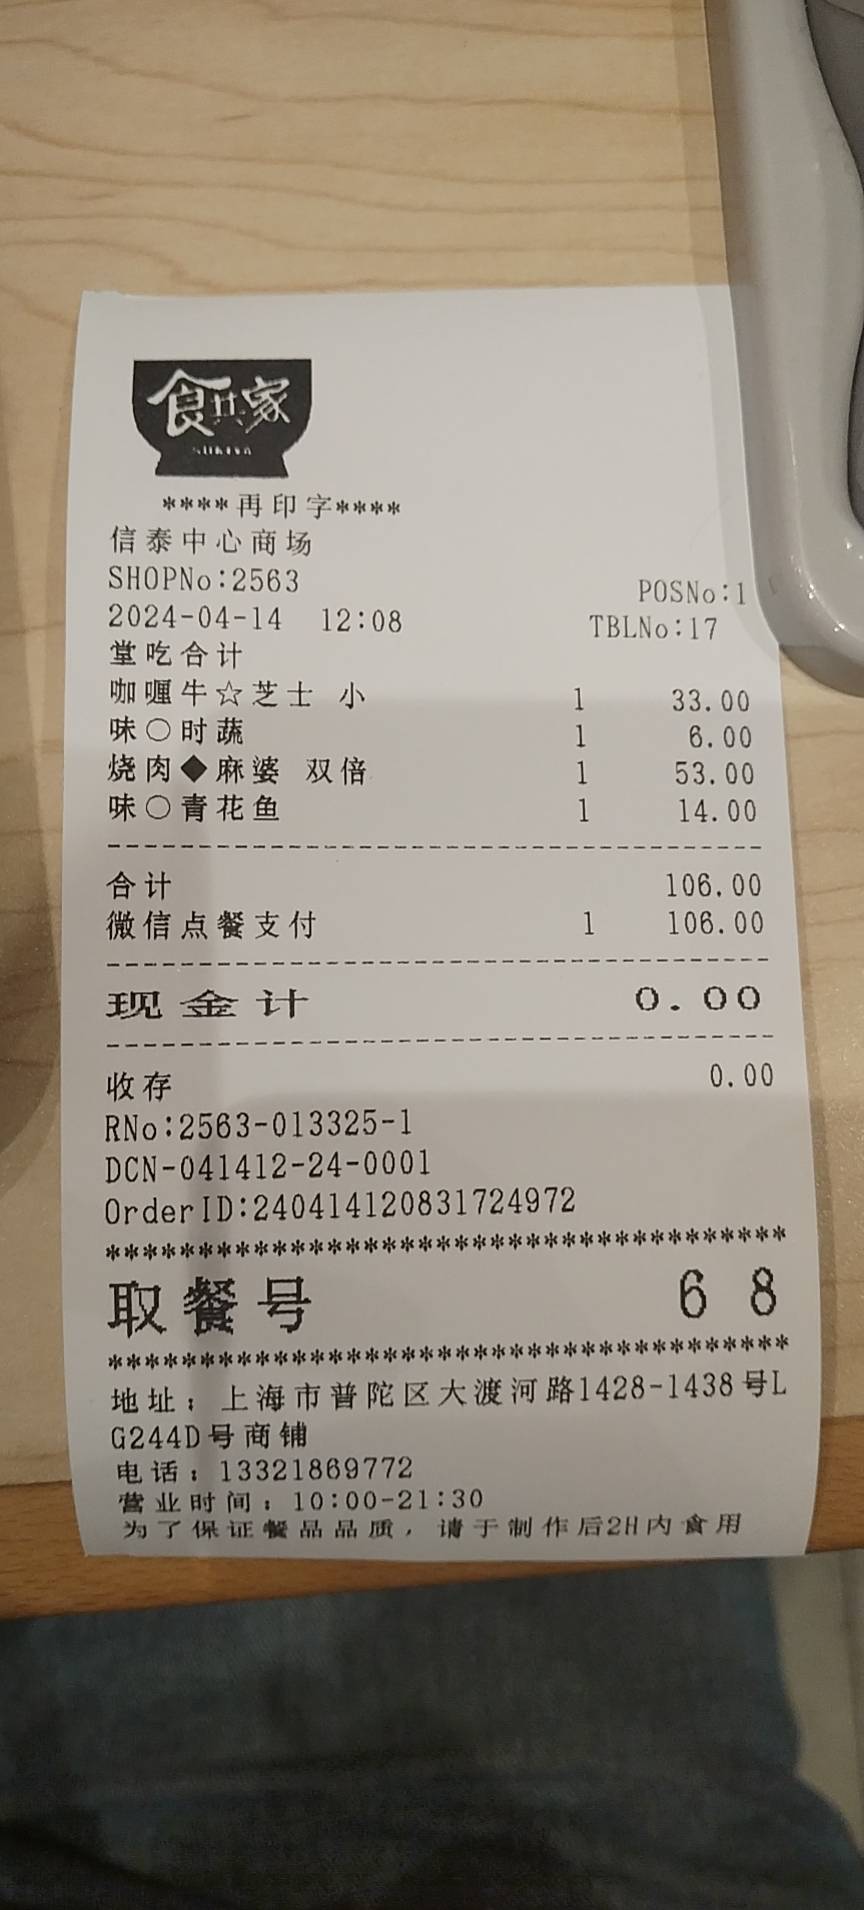 食其家
SUKIYA
****再印字****
信泰中心商场
SHOPNo:2563 POSNo:1
2024-04-14 12:08 TBLNo:17
堂吃合计
咖喱牛☆芝士 小 1 33.00
味○时蔬 1 6.00
烧肉◆麻婆 双倍 1 53.00
味○青花鱼 1 14.00
合计 106.00
微信点餐支付 1 106.00
现金计 0.00
收存 0.00
RNo:2563-013325-1
DCN-041412-24-0001
OrderID:240414120831724972
*************************************
取餐号 68
*************************************
地址：上海市普陀区大渡河路1428-1438号L
G244D号商铺
电话：13321869772
营业时间：10:00-21:30
为了保证餐品品质，请于制作后2H内食用